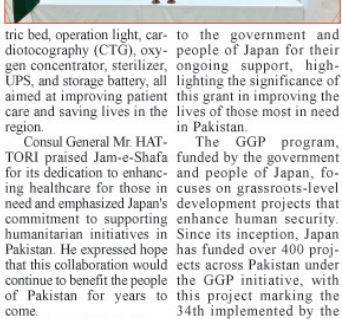 tric bed, operation light, car-
diotocography (CTG), oxy-
gen concentrator, sterilizer,
UPS, and storage battery, all
aimed at improving patient
care and saving lives in the
region.
Consul General Mr. HAT-
TORI praised Jam-e-Shafa
for its dedication to enhanc-
ing healthcare for those in
need and emphasized Japan's
commitment to supporting
humanitarian initiatives in
Pakistan. He expressed hope
that this collaboration would
continue to benefit the people
of Pakistan for years to
come.
to the government and
people of Japan for their
ongoing support, high-
lighting the significance of
this grant in improving the
lives of those most in need
in Pakistan.
The GGP program,
funded by the government
and people of Japan, fo-
cuses on grassroots-level
development projects that
enhance human security.
Since its inception, Japan
has funded over 400 proj-
ects across Pakistan under
the GGP initiative, with
this project marking the
34th implemented by the